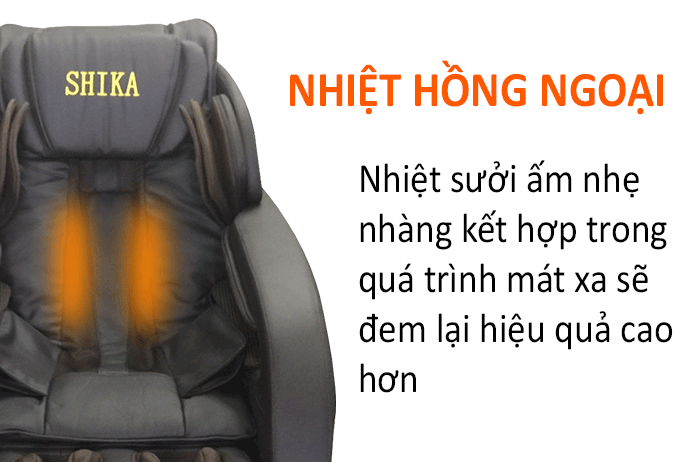 SHIKA
NHIỆT HỒNG NGOẠI
Nhiệt sưởi ấm nhẹ
nhàng kết hợp trong
quá trình mát xa sẽ
đem lại hiệu quả cao
hơn